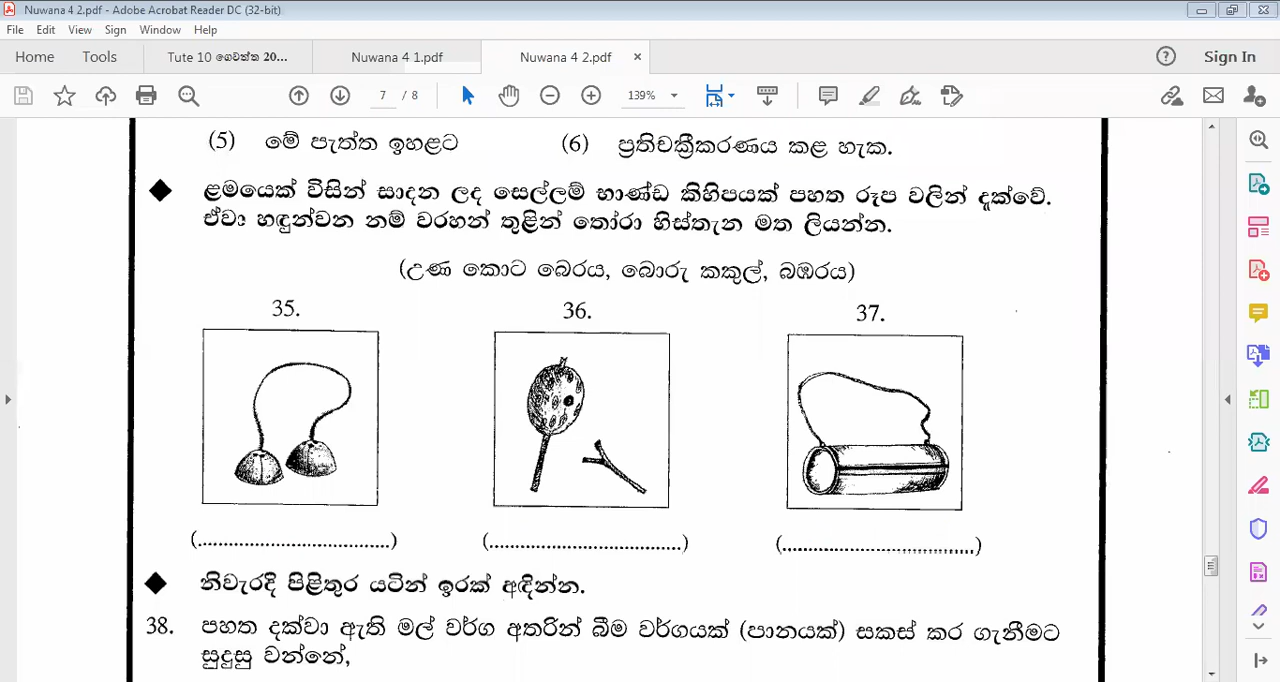 Nuwana 4 2.pdf - Adobe Acrobat Reader DC (32-bit)
File Edit View Sign Window Help
Home Tools Tute 10 ගෙවත්ත 20... Nuwana 4 1.pdf Nuwana 4 2.pdf × Sign In
7 / 8 139%
(5) මේ පැත්ත ඉහළට (6) ප්‍රතිචක්‍රීකරණය කළ හැක.
ළමයෙක් විසින් සාදන ලද සෙල්ලම් භාණ්ඩ කිහිපයක් පහත රූප වලින් දැක්වේ.
ඒවා හඳුන්වන නම් වරහන් තුළින් තෝරා හිස්තැන මත ලියන්න.
(උණ කොට බෙරය, බොරු කකුල්, බඹරය)
35. 36. 37.
(................................) (................................) (................................)
නිවැරදි පිළිතුර යටින් ඉරක් අඳින්න.
38. පහත දක්වා ඇති මල් වර්ග අතරින් බීම වර්ගයක් (පානයක්) සකස් කර ගැනීමට
සුදුසු වන්නේ,